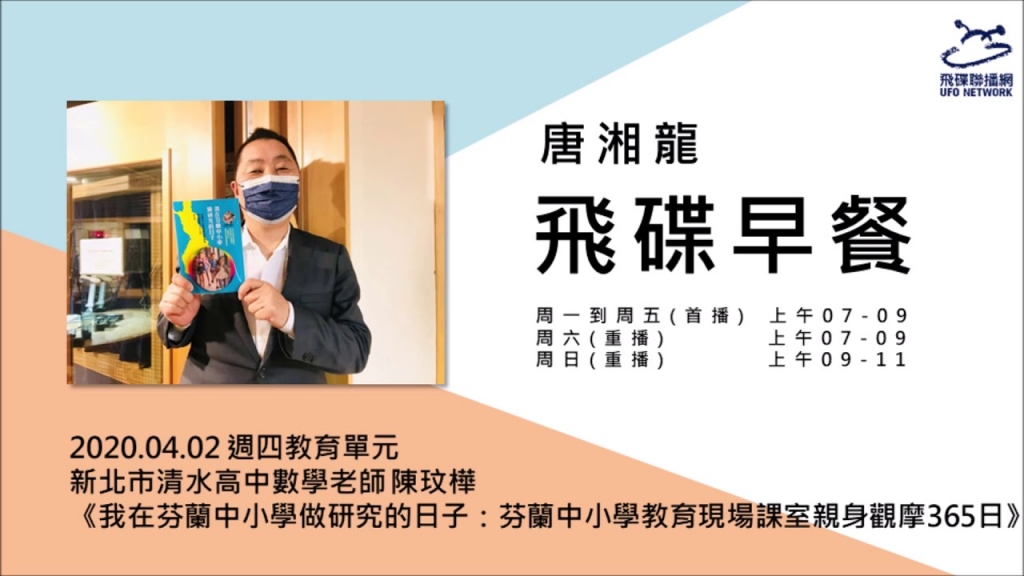 飛碟聯播網
UFO NETWORK
唐湘龍
飛碟早餐
周一到周五(首播) 上午07-09
周六(重播) 上午07-09
周日(重播) 上午09-11
2020.04.02 週四教育單元
新北市清水高中數學老師 陳玟樺
《我在芬蘭中小學做研究的日子：芬蘭中小學教育現場課室親身觀摩365日》